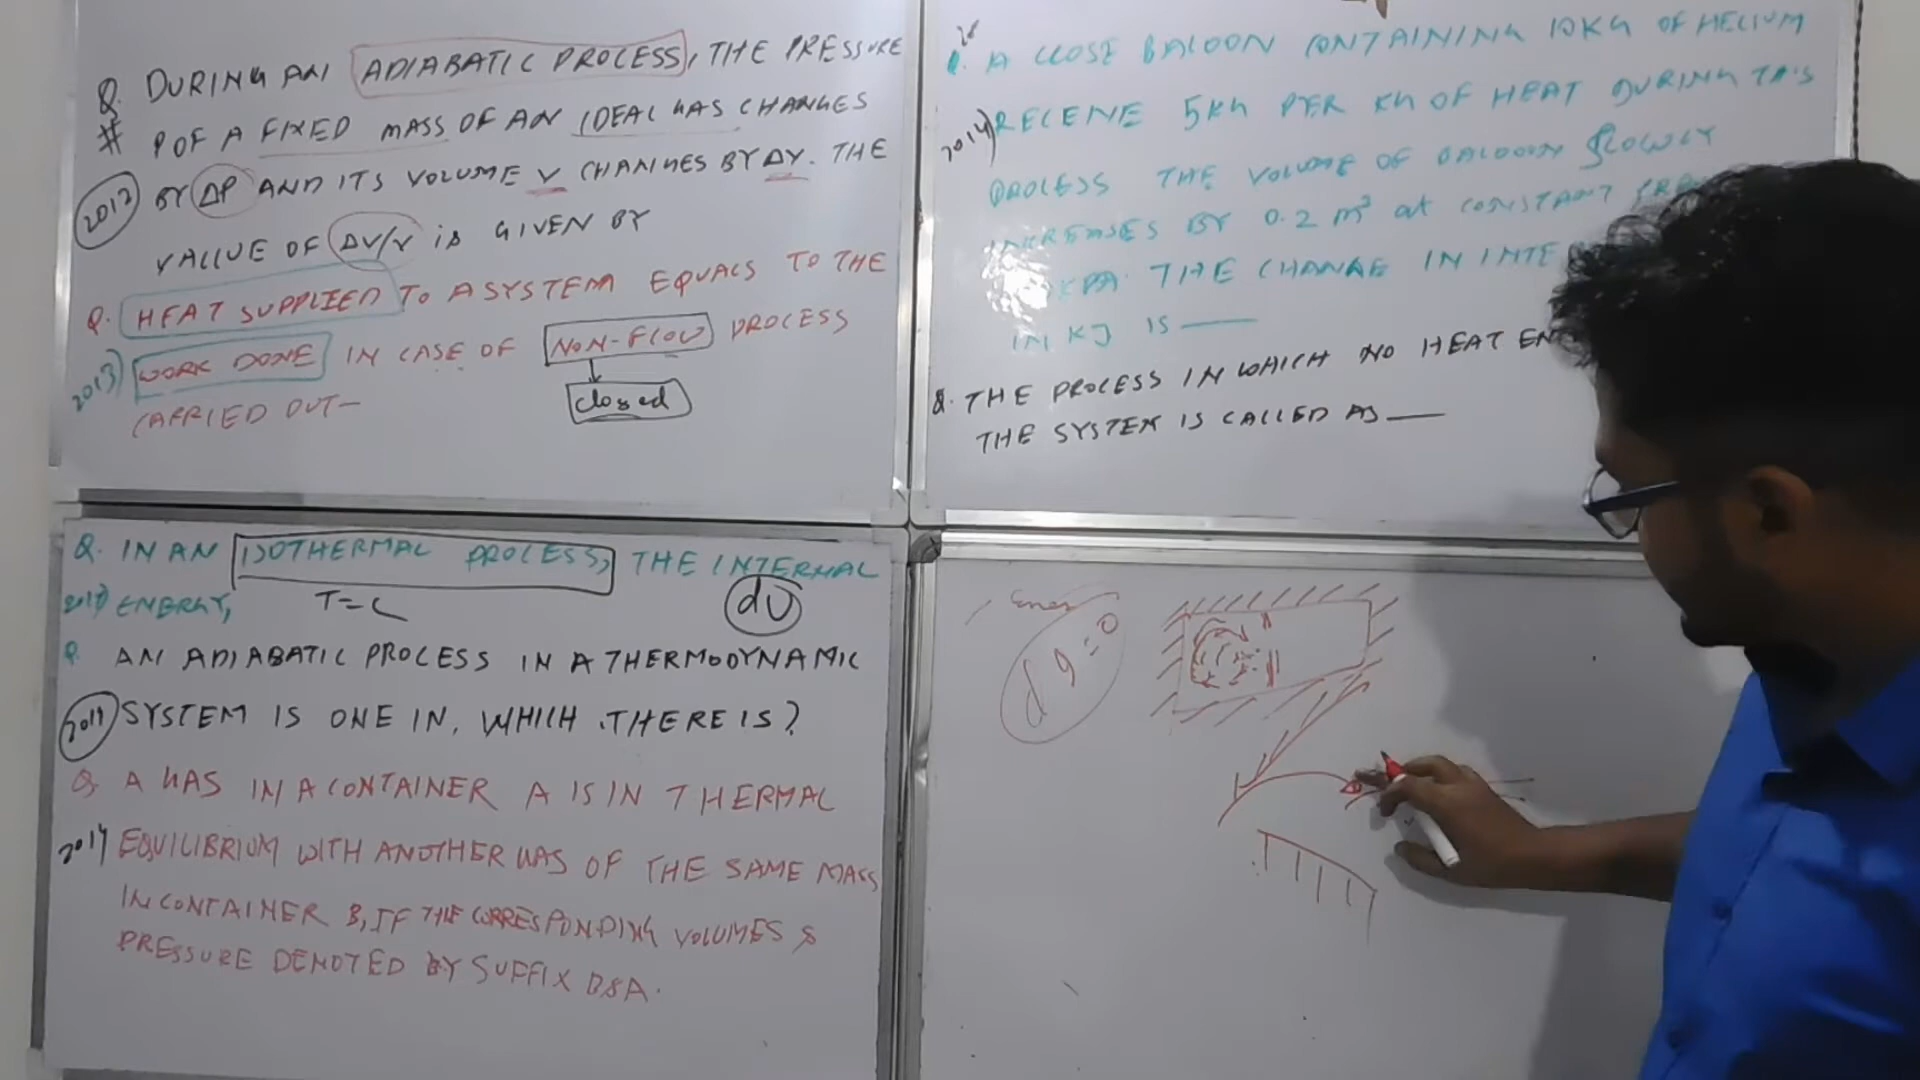 Q. DURING AN ADIABATIC PROCESS, THE PRESSURE
# P OF A FIXED MASS OF AN IDEAL GAS CHANGES
2012 BY ΔP AND ITS VOLUME V CHANGES BY ΔV. THE
VALUE OF ΔV/V is GIVEN BY
Q. HEAT SUPPLIED TO A SYSTEM EQUALS TO THE
2013) WORK DONE IN CASE OF NON-FLOW PROCESS
closed
CARRIED OUT-
Q. A CLOSE BALOON CONTAINING 10KG OF HELIUM
2014) RECENE 5KG PER KG OF HEAT DURING
PROCESS THE VOLUME OF BALOON SLOWLY
INKREASES BY 0.2 m³ at CONSTANT
KPA. THE CHANGE IN INTE
IN KJ IS ——
Q. THE PROCESS IN WHICH NO HEAT EN
THE SYSTEM IS CALLED AS ——
Q. IN AN ISOTHERMAL PROCESS, THE INTERNAL
ENERGY, T=C dU
Q. AN ADIABATIC PROCESS IN A THERMODYNAMIC
2011 SYSTEM IS ONE IN, WHICH THERE IS?
Q. A GAS IN A CONTAINER A IS IN THERMAL
2014 EQUILIBRIUM WITH ANOTHER GAS OF THE SAME MASS
IN CONTAINER B, IF THE CORRESPONDING VOLUMES &
PRESSURE DENOTED BY SUFFIX B&A.
dq=0